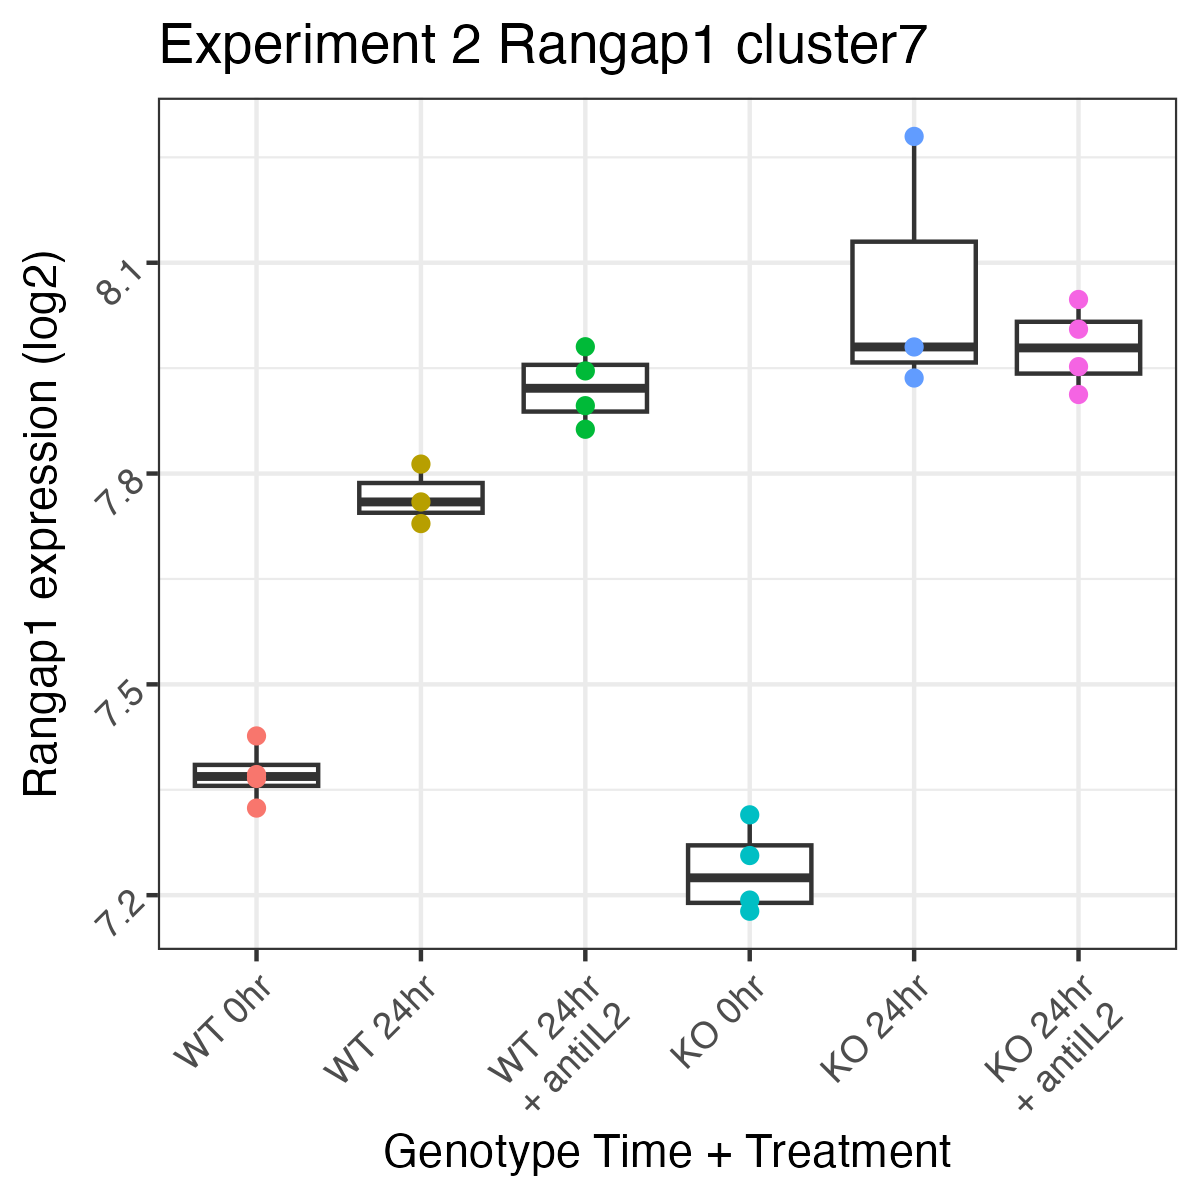 Experiment 2 Rangap1 cluster7
Rangap1 expression (log2)
8.1
7.8
7.5
7.2
WT 0hr
WT 24hr
WT 24hr
+ antiIL2
KO 0hr
KO 24hr
KO 24hr
+ antiIL2
Genotype Time + Treatment